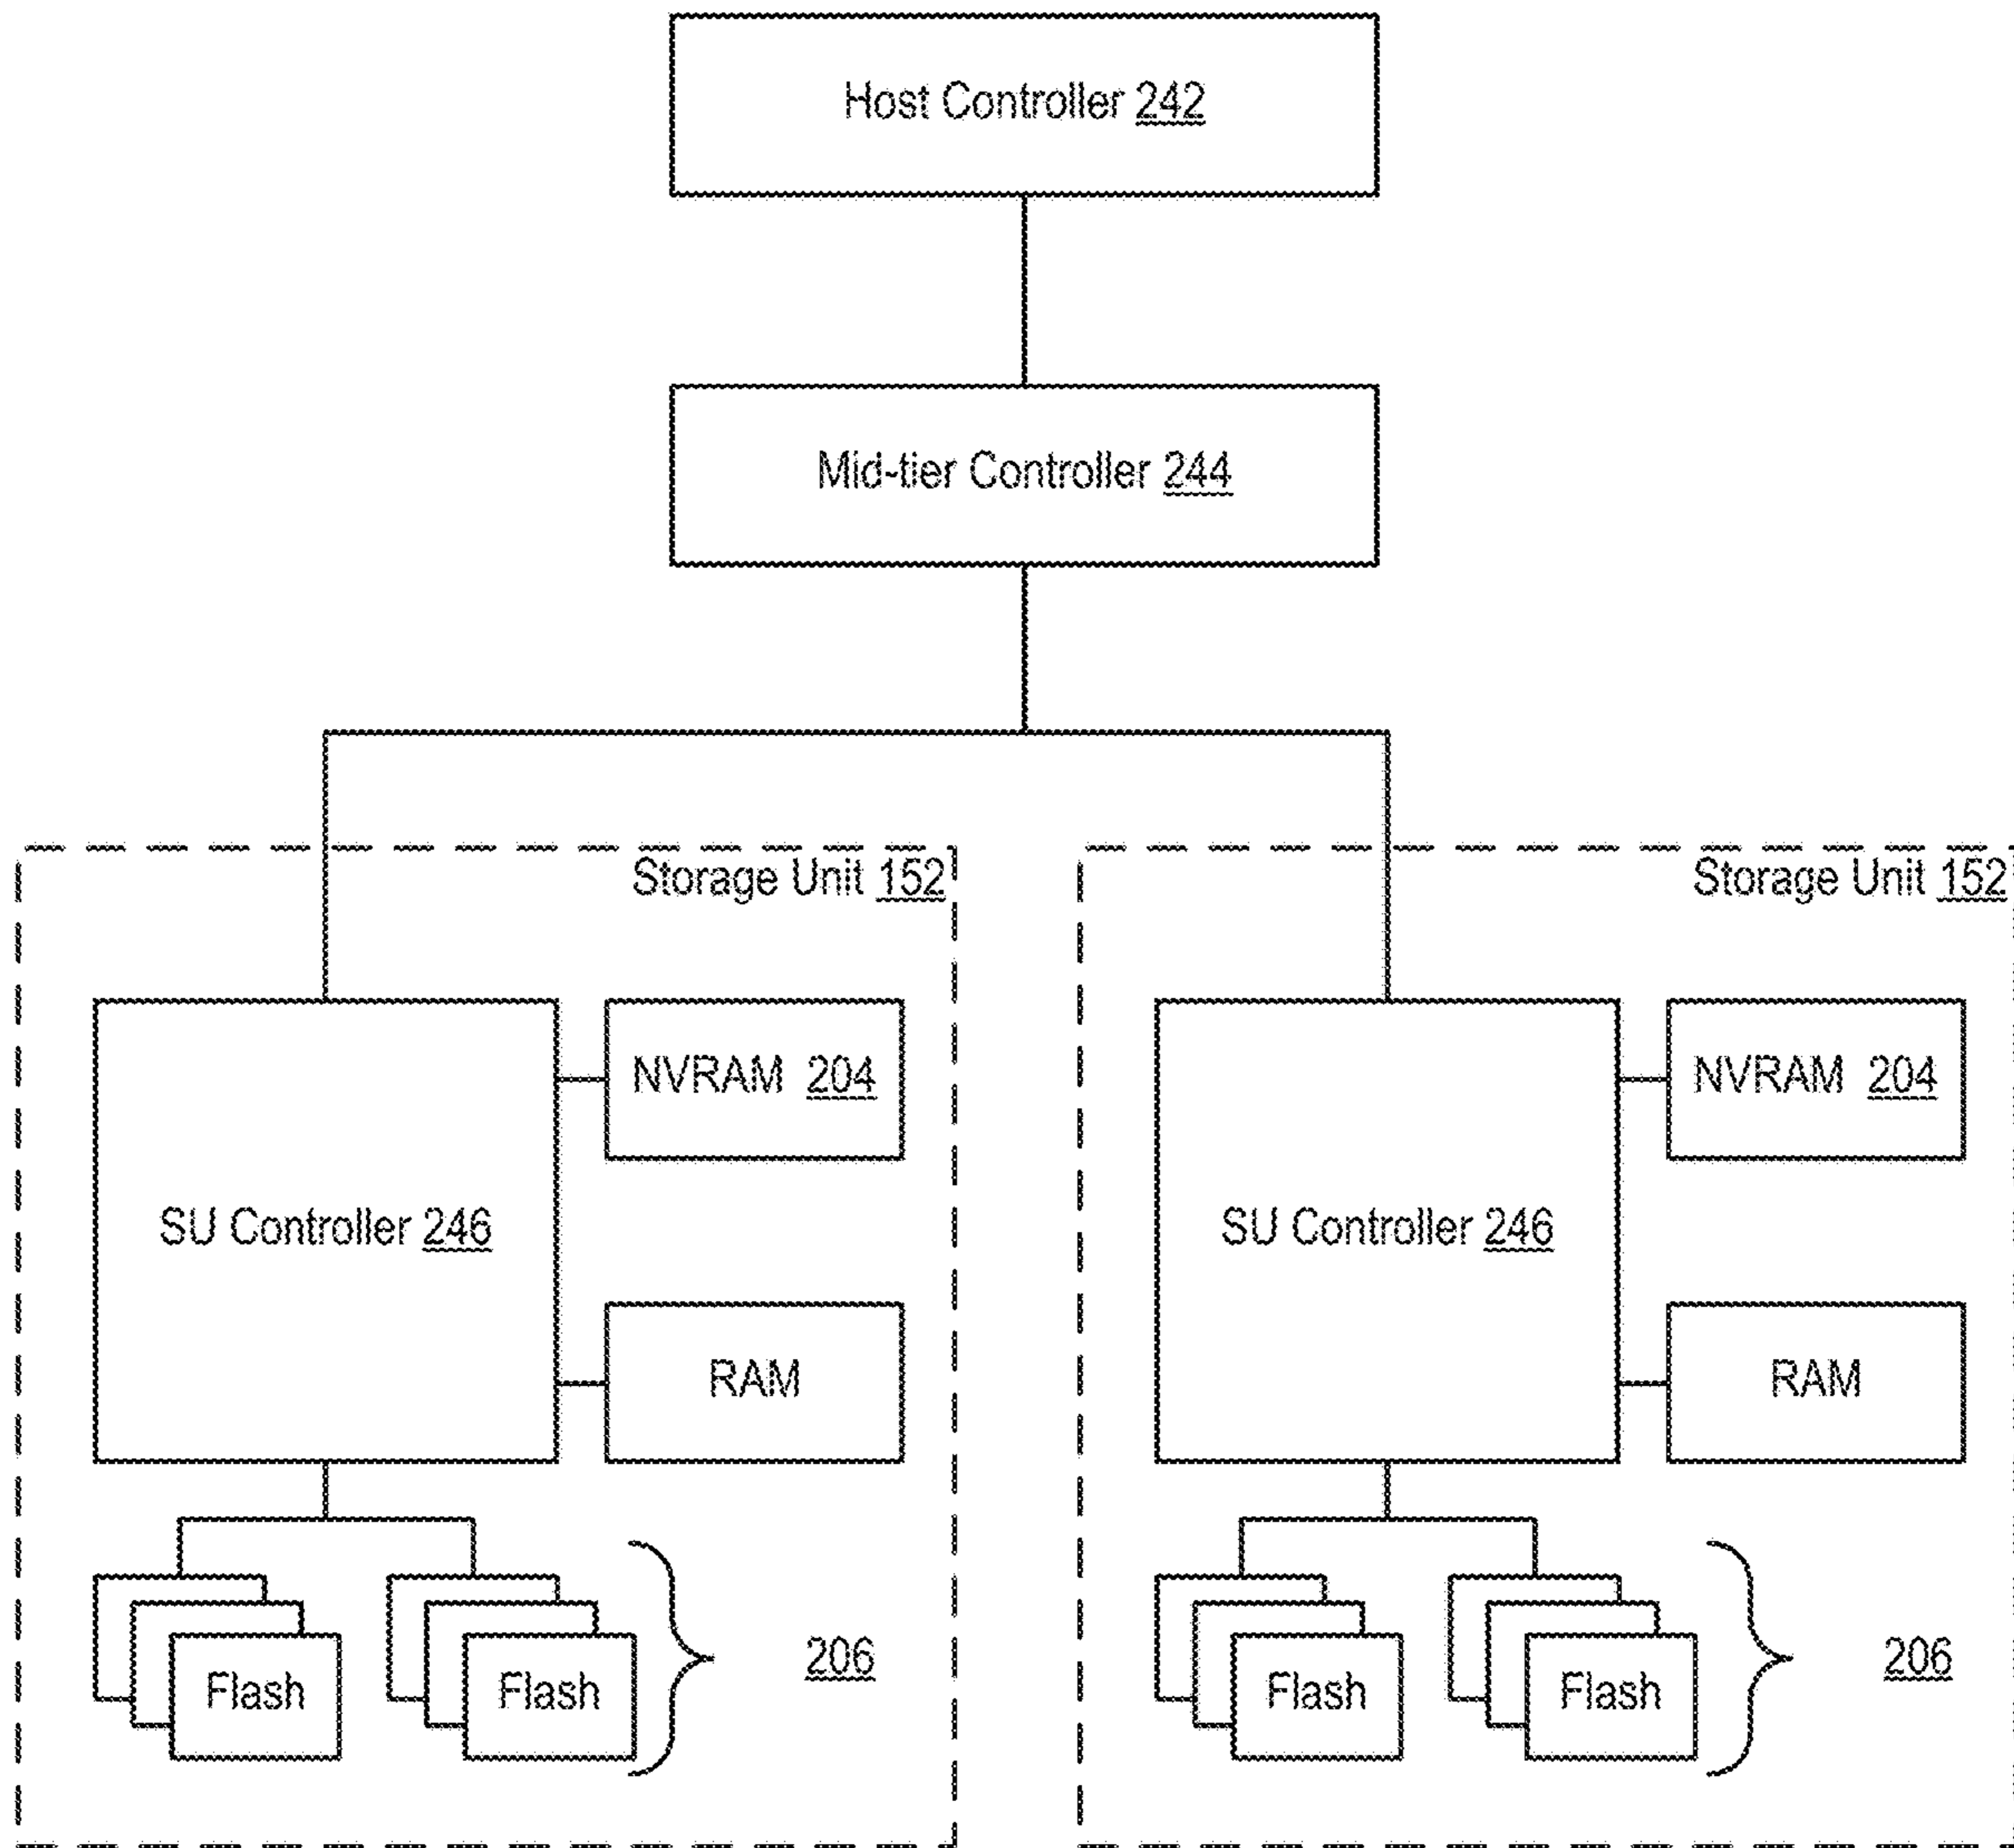 Host Controller 242
Mid-tier Controller 244
Storage Unit 152
NVRAM 204
SU Controller 246
RAM
Flash Flash
206
Storage Unit 152
NVRAM 204
SU Controller 246
RAM
Flash Flash
206